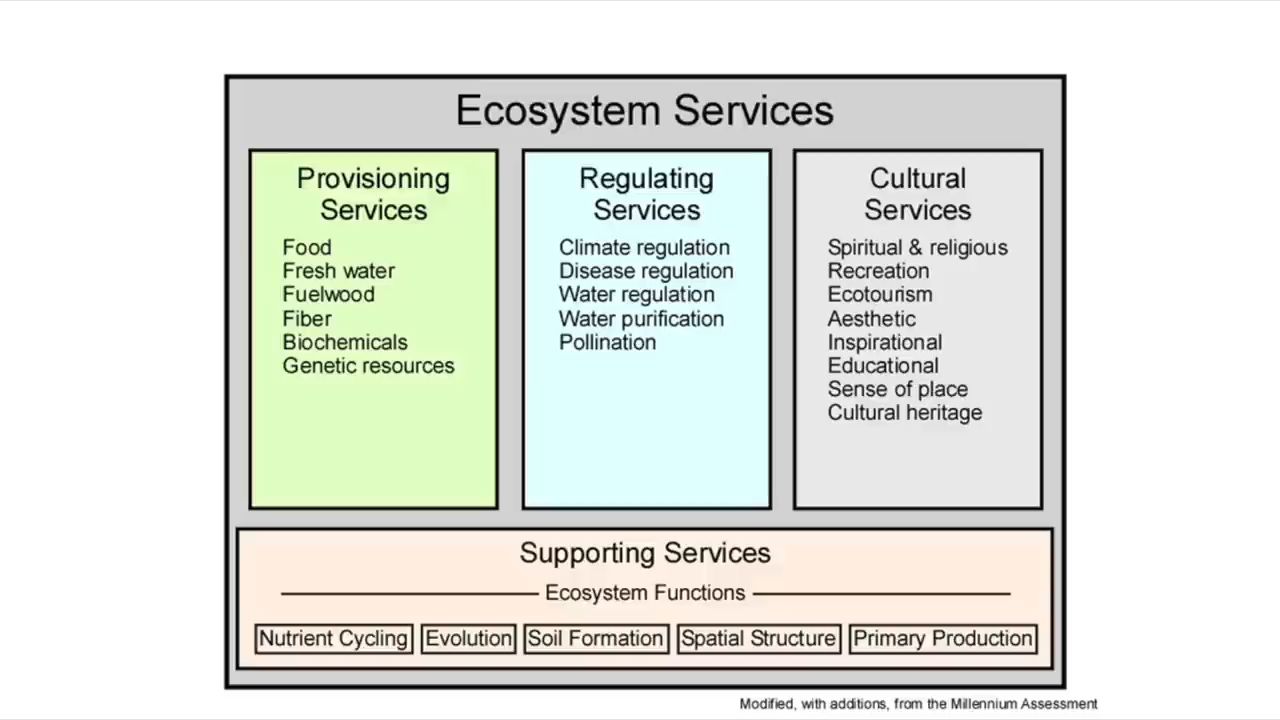 Ecosystem Services
Provisioning
Services
Food
Fresh water
Fuelwood
Fiber
Biochemicals
Genetic resources
Regulating
Services
Climate regulation
Disease regulation
Water regulation
Water purification
Pollination
Cultural
Services
Spiritual & religious
Recreation
Ecotourism
Aesthetic
Inspirational
Educational
Sense of place
Cultural heritage
Supporting Services
Ecosystem Functions
Nutrient Cycling
Evolution
Soil Formation
Spatial Structure
Primary Production
Modified, with additions, from the Millennium Assessment